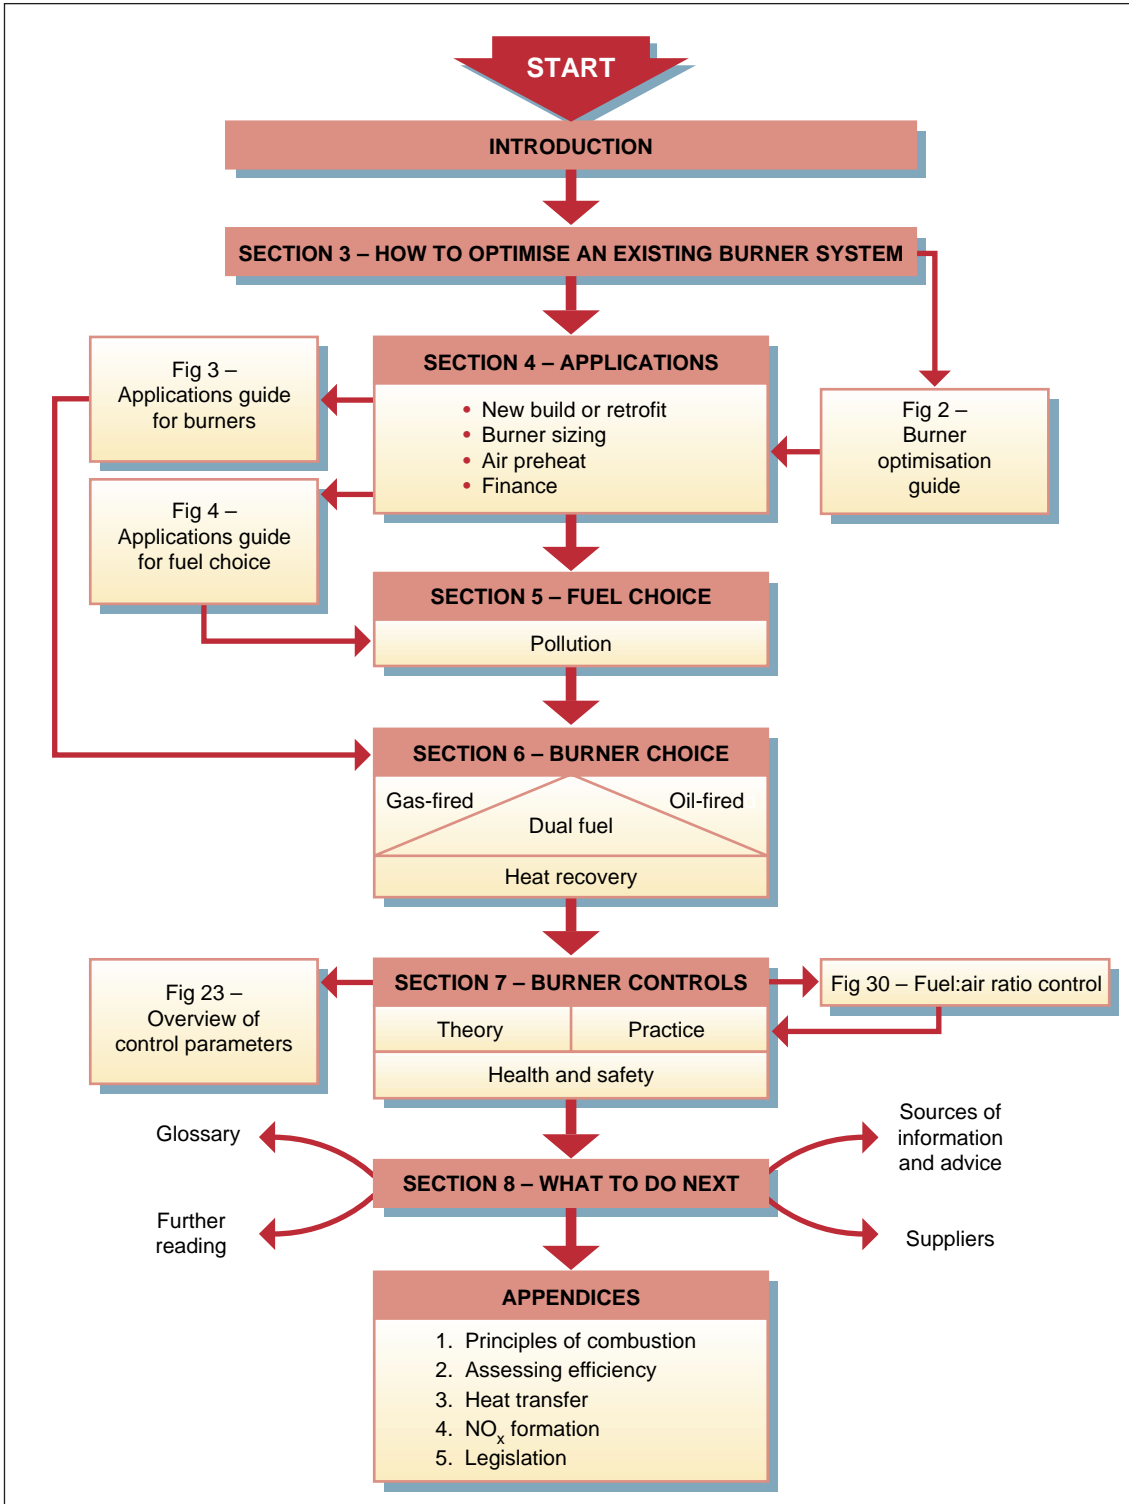 START
INTRODUCTION
SECTION 3 – HOW TO OPTIMISE AN EXISTING BURNER SYSTEM
Fig 3 –
Applications guide
for burners
SECTION 4 – APPLICATIONS
• New build or retrofit
• Burner sizing
• Air preheat
• Finance
Fig 2 –
Burner
optimisation
guide
Fig 4 –
Applications guide
for fuel choice
SECTION 5 – FUEL CHOICE
Pollution
SECTION 6 – BURNER CHOICE
Gas-fired
Oil-fired
Dual fuel
Heat recovery
Fig 23 –
Overview of
control parameters
SECTION 7 – BURNER CONTROLS
Theory
Practice
Health and safety
Fig 30 – Fuel:air ratio control
Glossary
Sources of
information
and advice
SECTION 8 – WHAT TO DO NEXT
Further
reading
Suppliers
APPENDICES
1. Principles of combustion
2. Assessing efficiency
3. Heat transfer
4. NOx formation
5. Legislation